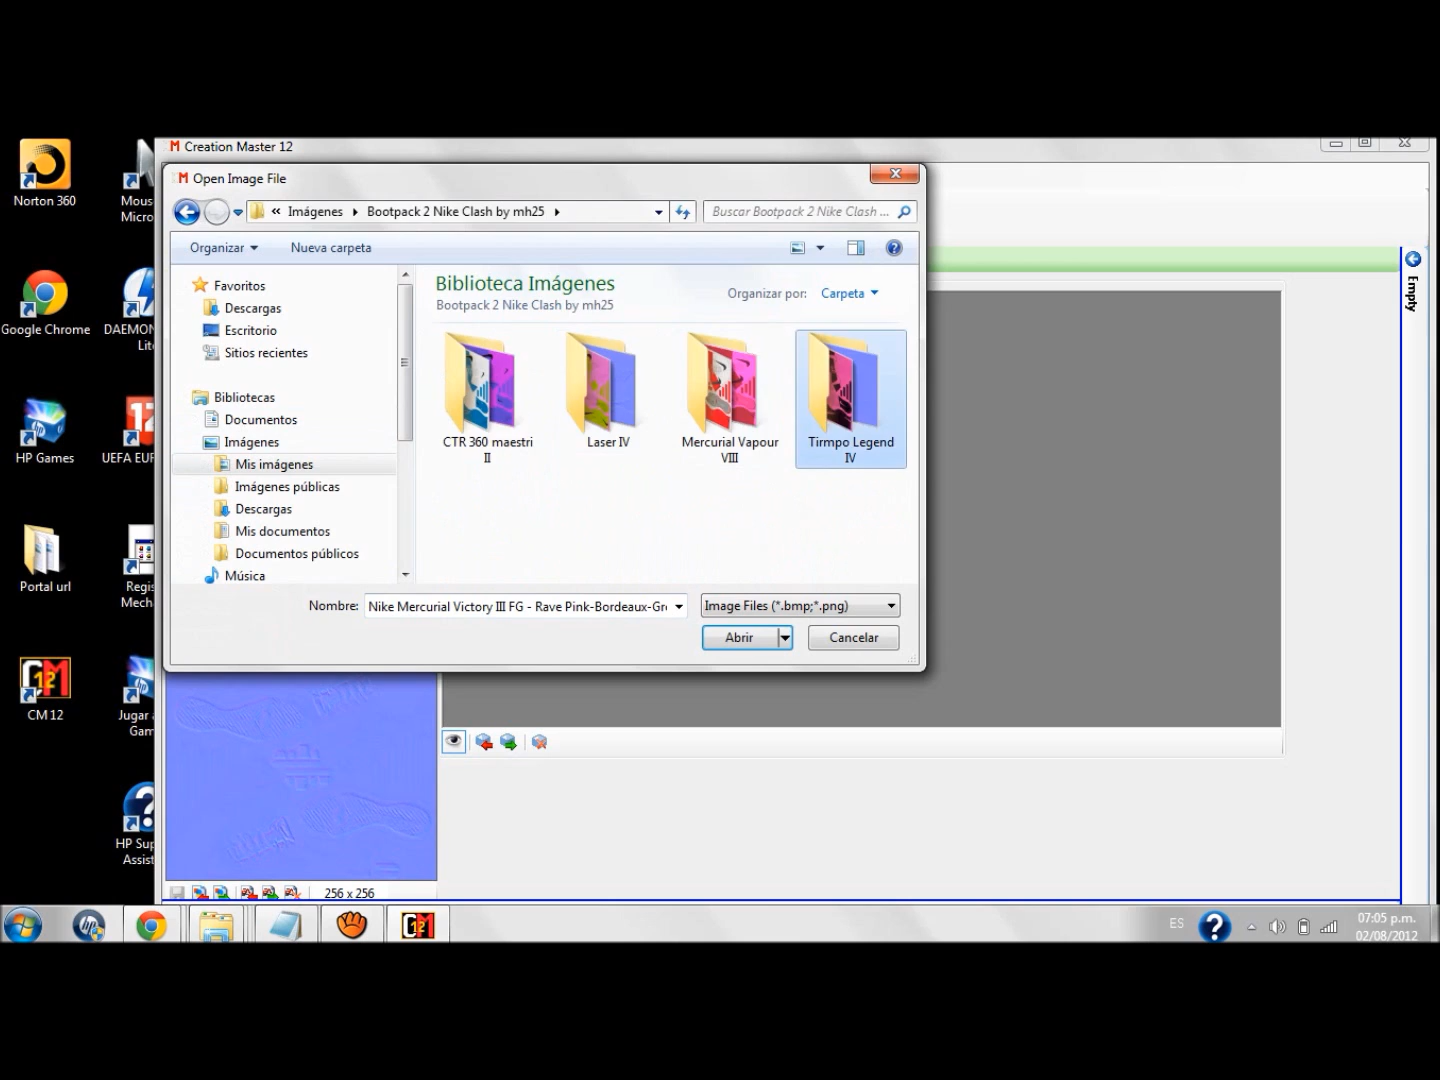 Norton 360
Google Chrome
HP Games
Portal url
CM 12
UEFA EUR
Creation Master 12
Open Image File
« Imágenes
Bootpack 2 Nike Clash by mh25
Buscar Bootpack 2 Nike Clash ...
Organizar
Nueva carpeta
Favoritos
Descargas
Escritorio
Sitios recientes
Bibliotecas
Documentos
Imágenes
Mis imágenes
Imágenes públicas
Descargas
Mis documentos
Documentos públicos
Música
Biblioteca Imágenes
Bootpack 2 Nike Clash by mh25
Organizar por:
Carpeta
CTR 360 maestri
II
Laser IV
Mercurial Vapour
VIII
Tirmpo Legend
IV
Nombre:
Nike Mercurial Victory III FG - Rave Pink-Bordeaux-Gr
Image Files (*.bmp;*.png)
Abrir
Cancelar
Empty
256 x 256
Mous
Micro
DAEMON
Lite
Regis
Mech
Jugar
Gam
HP Sup
Assist
ES
07:05 p.m.
02/08/2012